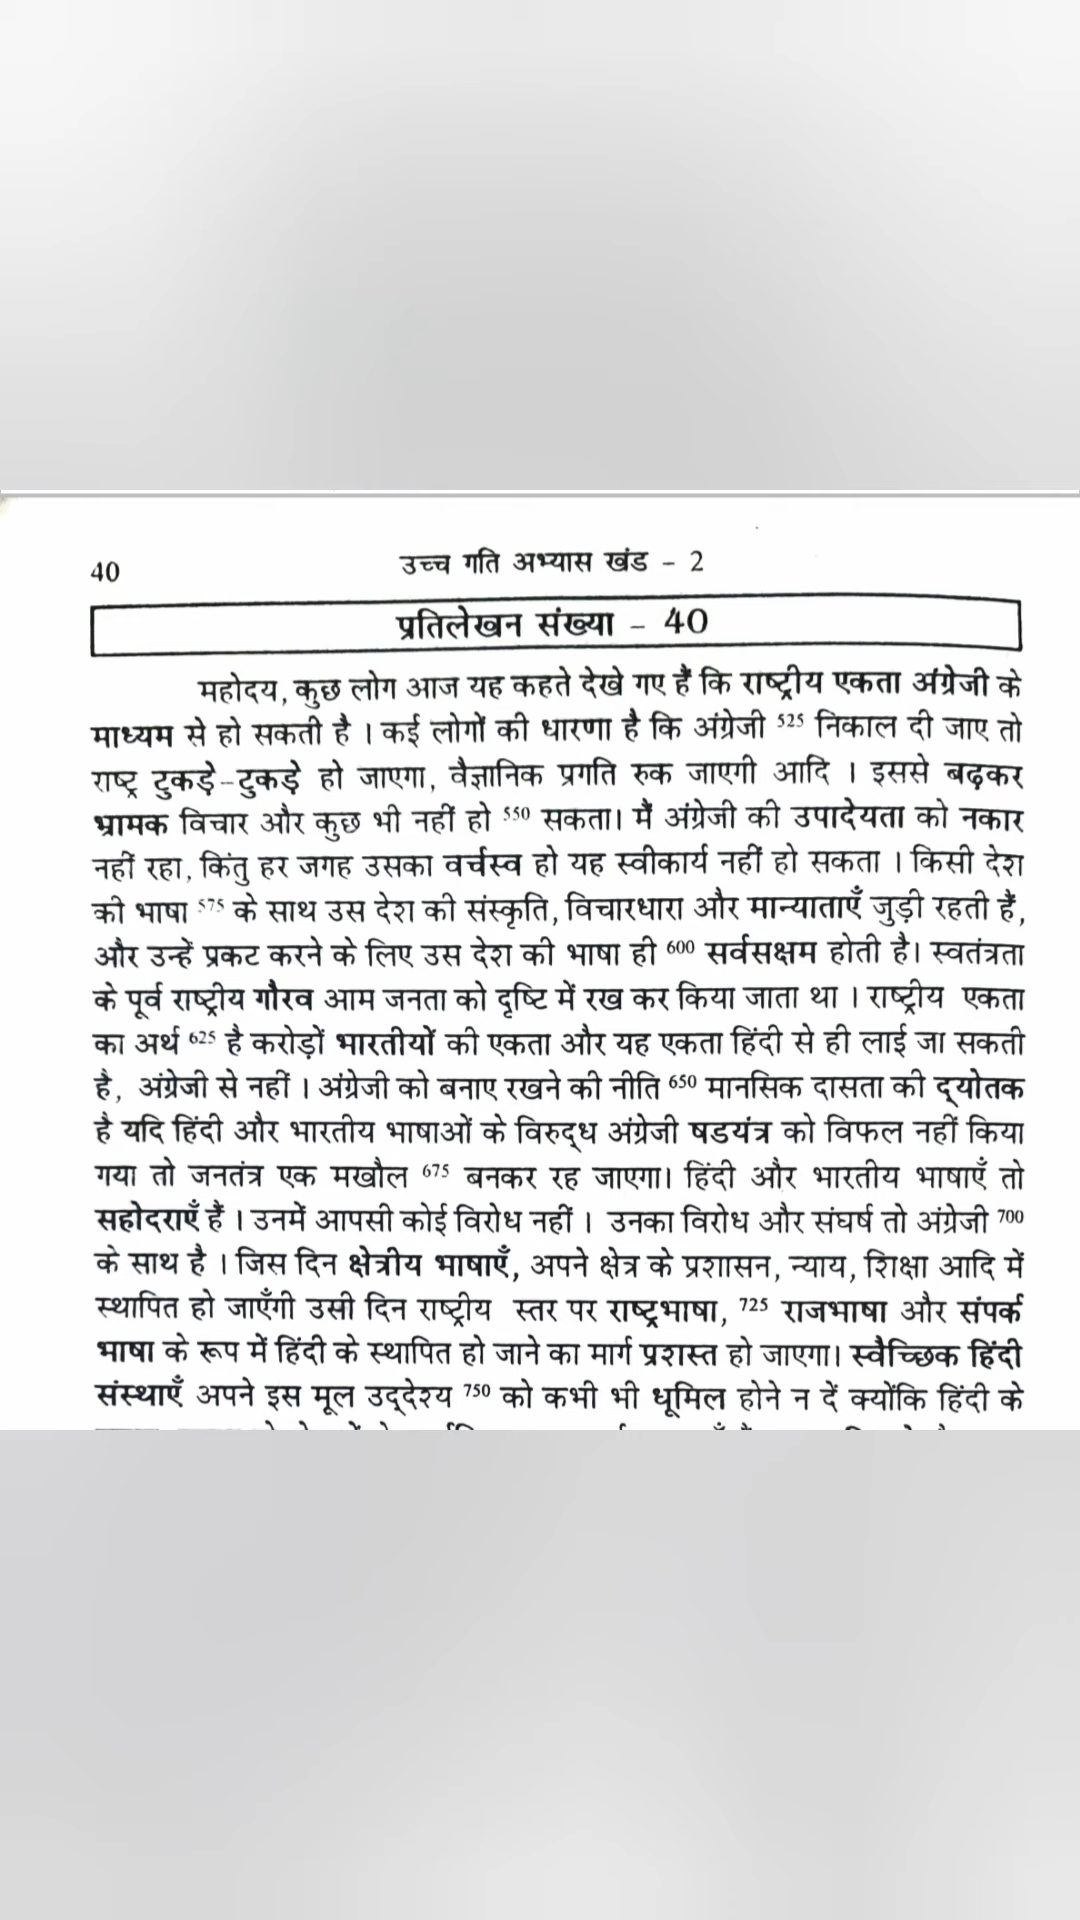 40
उच्च गति अभ्यास खंड - 2
प्रतिलेखन संख्या - 40
महोदय, कुछ लोग आज यह कहते देखे गए हैं कि राष्ट्रीय एकता अंग्रेजी के
माध्यम से हो सकती है । कई लोगों की धारणा है कि अंग्रेजी 525 निकाल दी जाए तो
राष्ट्र टुकड़े-टुकड़े हो जाएगा, वैज्ञानिक प्रगति रुक जाएगी आदि । इससे बढ़कर
भ्रामक विचार और कुछ भी नहीं हो 550 सकता। मैं अंग्रेजी की उपादेयता को नकार
नहीं रहा, किंतु हर जगह उसका वर्चस्व हो यह स्वीकार्य नहीं हो सकता । किसी देश
की भाषा 575 के साथ उस देश की संस्कृति, विचारधारा और मान्याताएँ जुड़ी रहती हैं,
और उन्हें प्रकट करने के लिए उस देश की भाषा ही 600 सर्वसक्षम होती है। स्वतंत्रता
के पूर्व राष्ट्रीय गौरव आम जनता को दृष्टि में रख कर किया जाता था । राष्ट्रीय एकता
का अर्थ 625 है करोड़ों भारतीयों की एकता और यह एकता हिंदी से ही लाई जा सकती
है, अंग्रेजी से नहीं । अंग्रेजी को बनाए रखने की नीति 650 मानसिक दासता की द्‌योतक
है यदि हिंदी और भारतीय भाषाओं के विरुद्‌ध अंग्रेजी षडयंत्र को विफल नहीं किया
गया तो जनतंत्र एक मखौल 675 बनकर रह जाएगा। हिंदी और भारतीय भाषाएँ तो
सहोदराएँ हैं । उनमें आपसी कोई विरोध नहीं । उनका विरोध और संघर्ष तो अंग्रेजी 700
के साथ है । जिस दिन क्षेत्रीय भाषाएँ, अपने क्षेत्र के प्रशासन, न्याय, शिक्षा आदि में
स्थापित हो जाएँगी उसी दिन राष्ट्रीय स्तर पर राष्ट्रभाषा, 725 राजभाषा और संपर्क
भाषा के रूप में हिंदी के स्थापित हो जाने का मार्ग प्रशस्त हो जाएगा। स्वैच्छिक हिंदी
संस्थाएँ अपने इस मूल उद्‌देश्य 750 को कभी भी धूमिल होने न दें क्योंकि हिंदी के